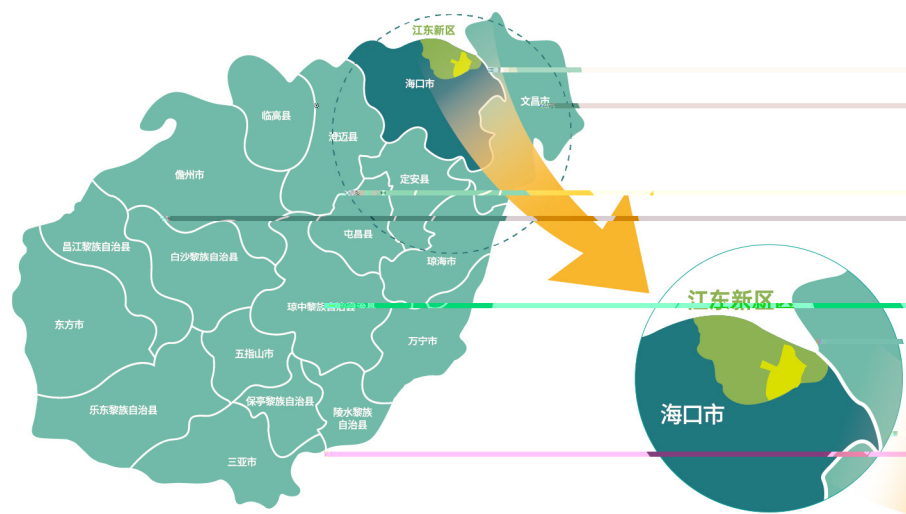 江东新区
海口市
文昌市
临高县
澄迈县
定安县
儋州市
屯昌县
琼海市
昌江黎族自治县
白沙黎族自治县
琼中黎族苗族自治县
东方市
万宁市
五指山市
保亭黎族自治县
乐东黎族自治县
陵水黎族
自治县
三亚市
江东新区
海口市